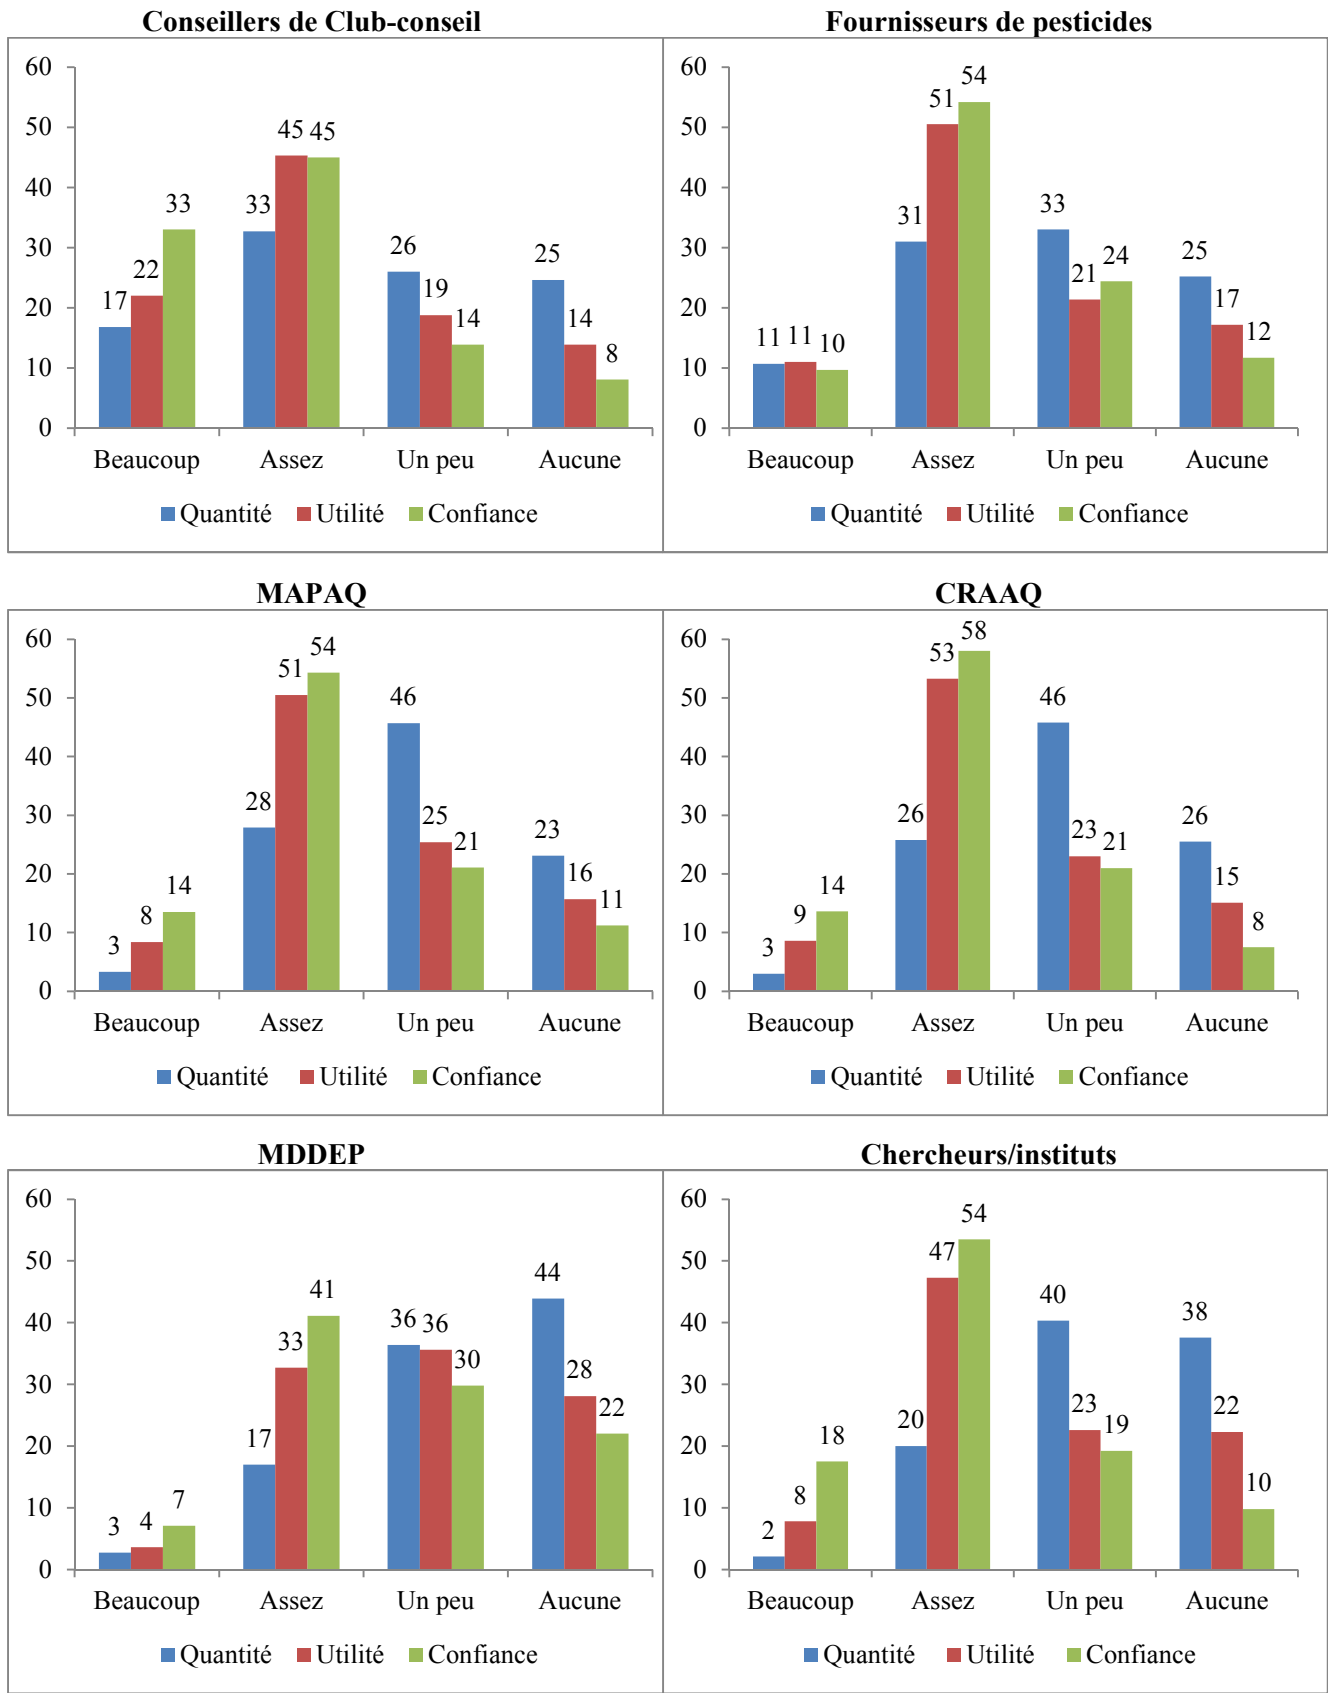 Conseillers de Club-conseil
60
50
40
30
20
10
0
17 22 33
33 45 45
26 19 14
25 14 8
Beaucoup Assez Un peu Aucune
Quantité Utilité Confiance
Fournisseurs de pesticides
60
50
40
30
20
10
0
11 11 10
31 51 54
33 21 24
25 17 12
Beaucoup Assez Un peu Aucune
Quantité Utilité Confiance
MAPAQ
60
50
40
30
20
10
0
3 8 14
28 51 54
46 25 21
23 16 11
Beaucoup Assez Un peu Aucune
Quantité Utilité Confiance
CRAAQ
60
50
40
30
20
10
0
3 9 14
26 53 58
46 23 21
26 15 8
Beaucoup Assez Un peu Aucune
Quantité Utilité Confiance
MDDEP
60
50
40
30
20
10
0
3 4 7
17 33 41
36 36 30
44 28 22
Beaucoup Assez Un peu Aucune
Quantité Utilité Confiance
Chercheurs/instituts
60
50
40
30
20
10
0
2 8 18
20 47 54
40 23 19
38 22 10
Beaucoup Assez Un peu Aucune
Quantité Utilité Confiance